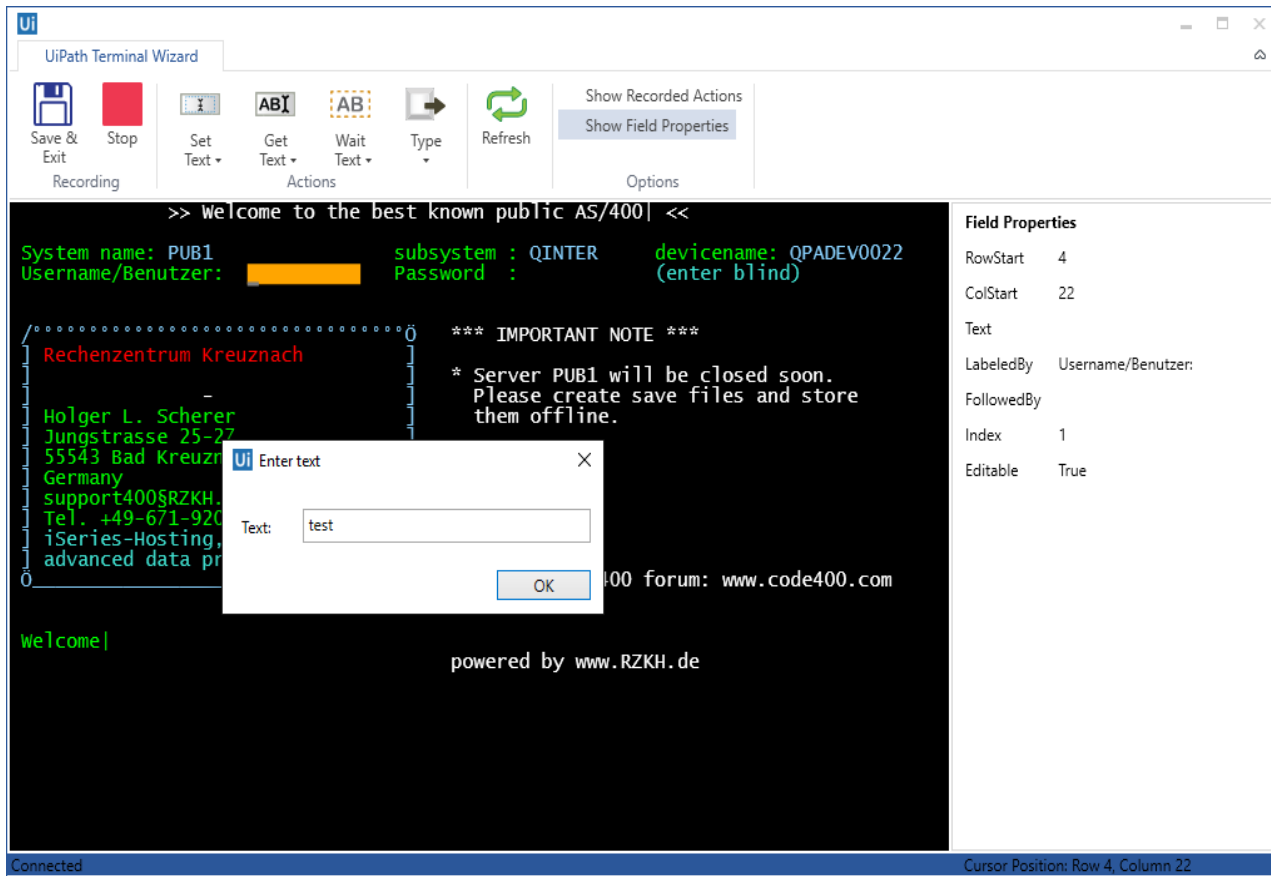 Ui
UiPath Terminal Wizard
Save & Exit
Stop
Set Text
Get Text
Wait Text
Type
Refresh
Show Recorded Actions
Show Field Properties
Recording
Actions
Options
>> Welcome to the best known public AS/400| <<
System name: PUB1 subsystem : QINTER devicename: QPADEV0022
Username/Benutzer: Password : (enter blind)
*** IMPORTANT NOTE ***
Rechenzentrum Kreuznach
* Server PUB1 will be closed soon.
Please create save files and store
them offline.
Holger L. Scherer
Jungstrasse 25-27
55543 Bad Kreuzn
Germany
support400§RZKH.
Tel. +49-671-920
iSeries-Hosting,
advanced data pr
Ui Enter text
Text: test
OK
400 forum: www.code400.com
Welcome|
powered by www.RZKH.de
Field Properties
RowStart 4
ColStart 22
Text
LabeledBy Username/Benutzer:
FollowedBy
Index 1
Editable True
Connected
Cursor Position: Row 4, Column 22